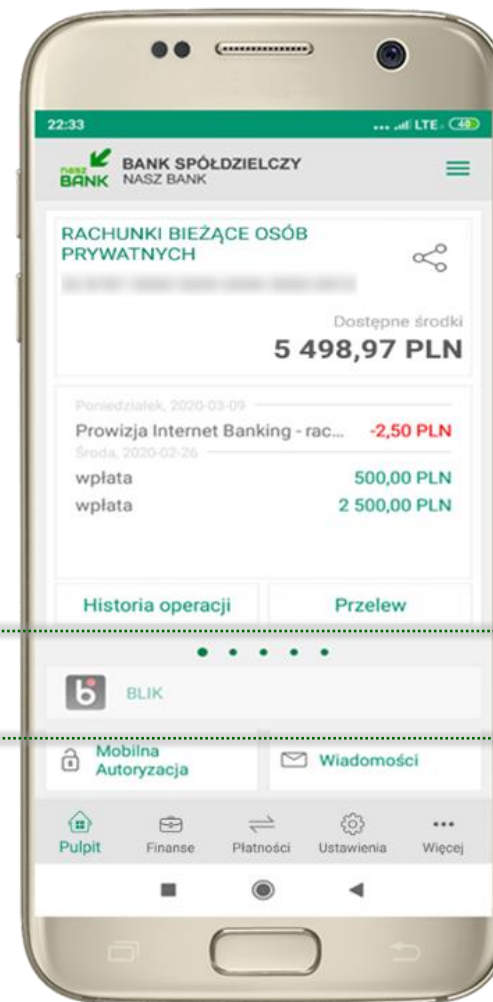 22:33 ... LTE 40
nasz BANK BANK SPÓŁDZIELCZY
NASZ BANK
RACHUNKI BIEŻĄCE OSÓB
PRYWATNYCH
Dostępne środki
5 498,97 PLN
Poniedziałek, 2020-03-09
Prowizja Internet Banking - rac... -2,50 PLN
Środa, 2020-02-26
wpłata 500,00 PLN
wpłata 2 500,00 PLN
Historia operacji Przelew
b BLIK
Mobilna
Autoryzacja
Wiadomości
Pulpit Finanse Płatności Ustawienia Więcej